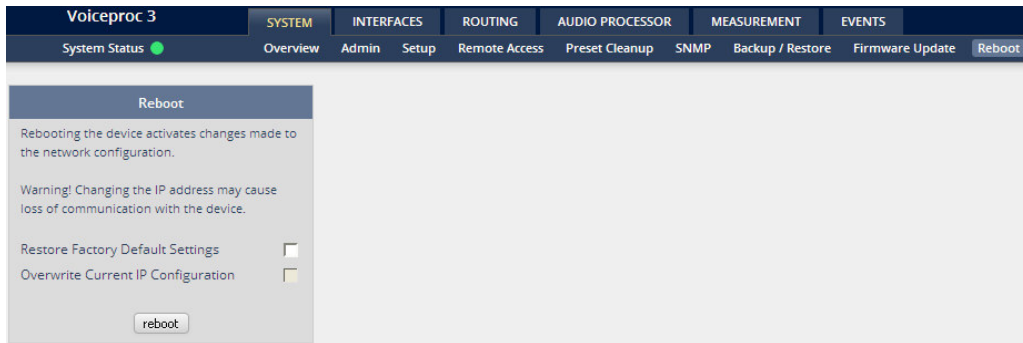 Voiceproc 3
SYSTEM INTERFACES ROUTING AUDIO PROCESSOR MEASUREMENT EVENTS
System Status Overview Admin Setup Remote Access Preset Cleanup SNMP Backup / Restore Firmware Update Reboot
Reboot
Rebooting the device activates changes made to
the network configuration.
Warning! Changing the IP address may cause
loss of communication with the device.
Restore Factory Default Settings
Overwrite Current IP Configuration
reboot